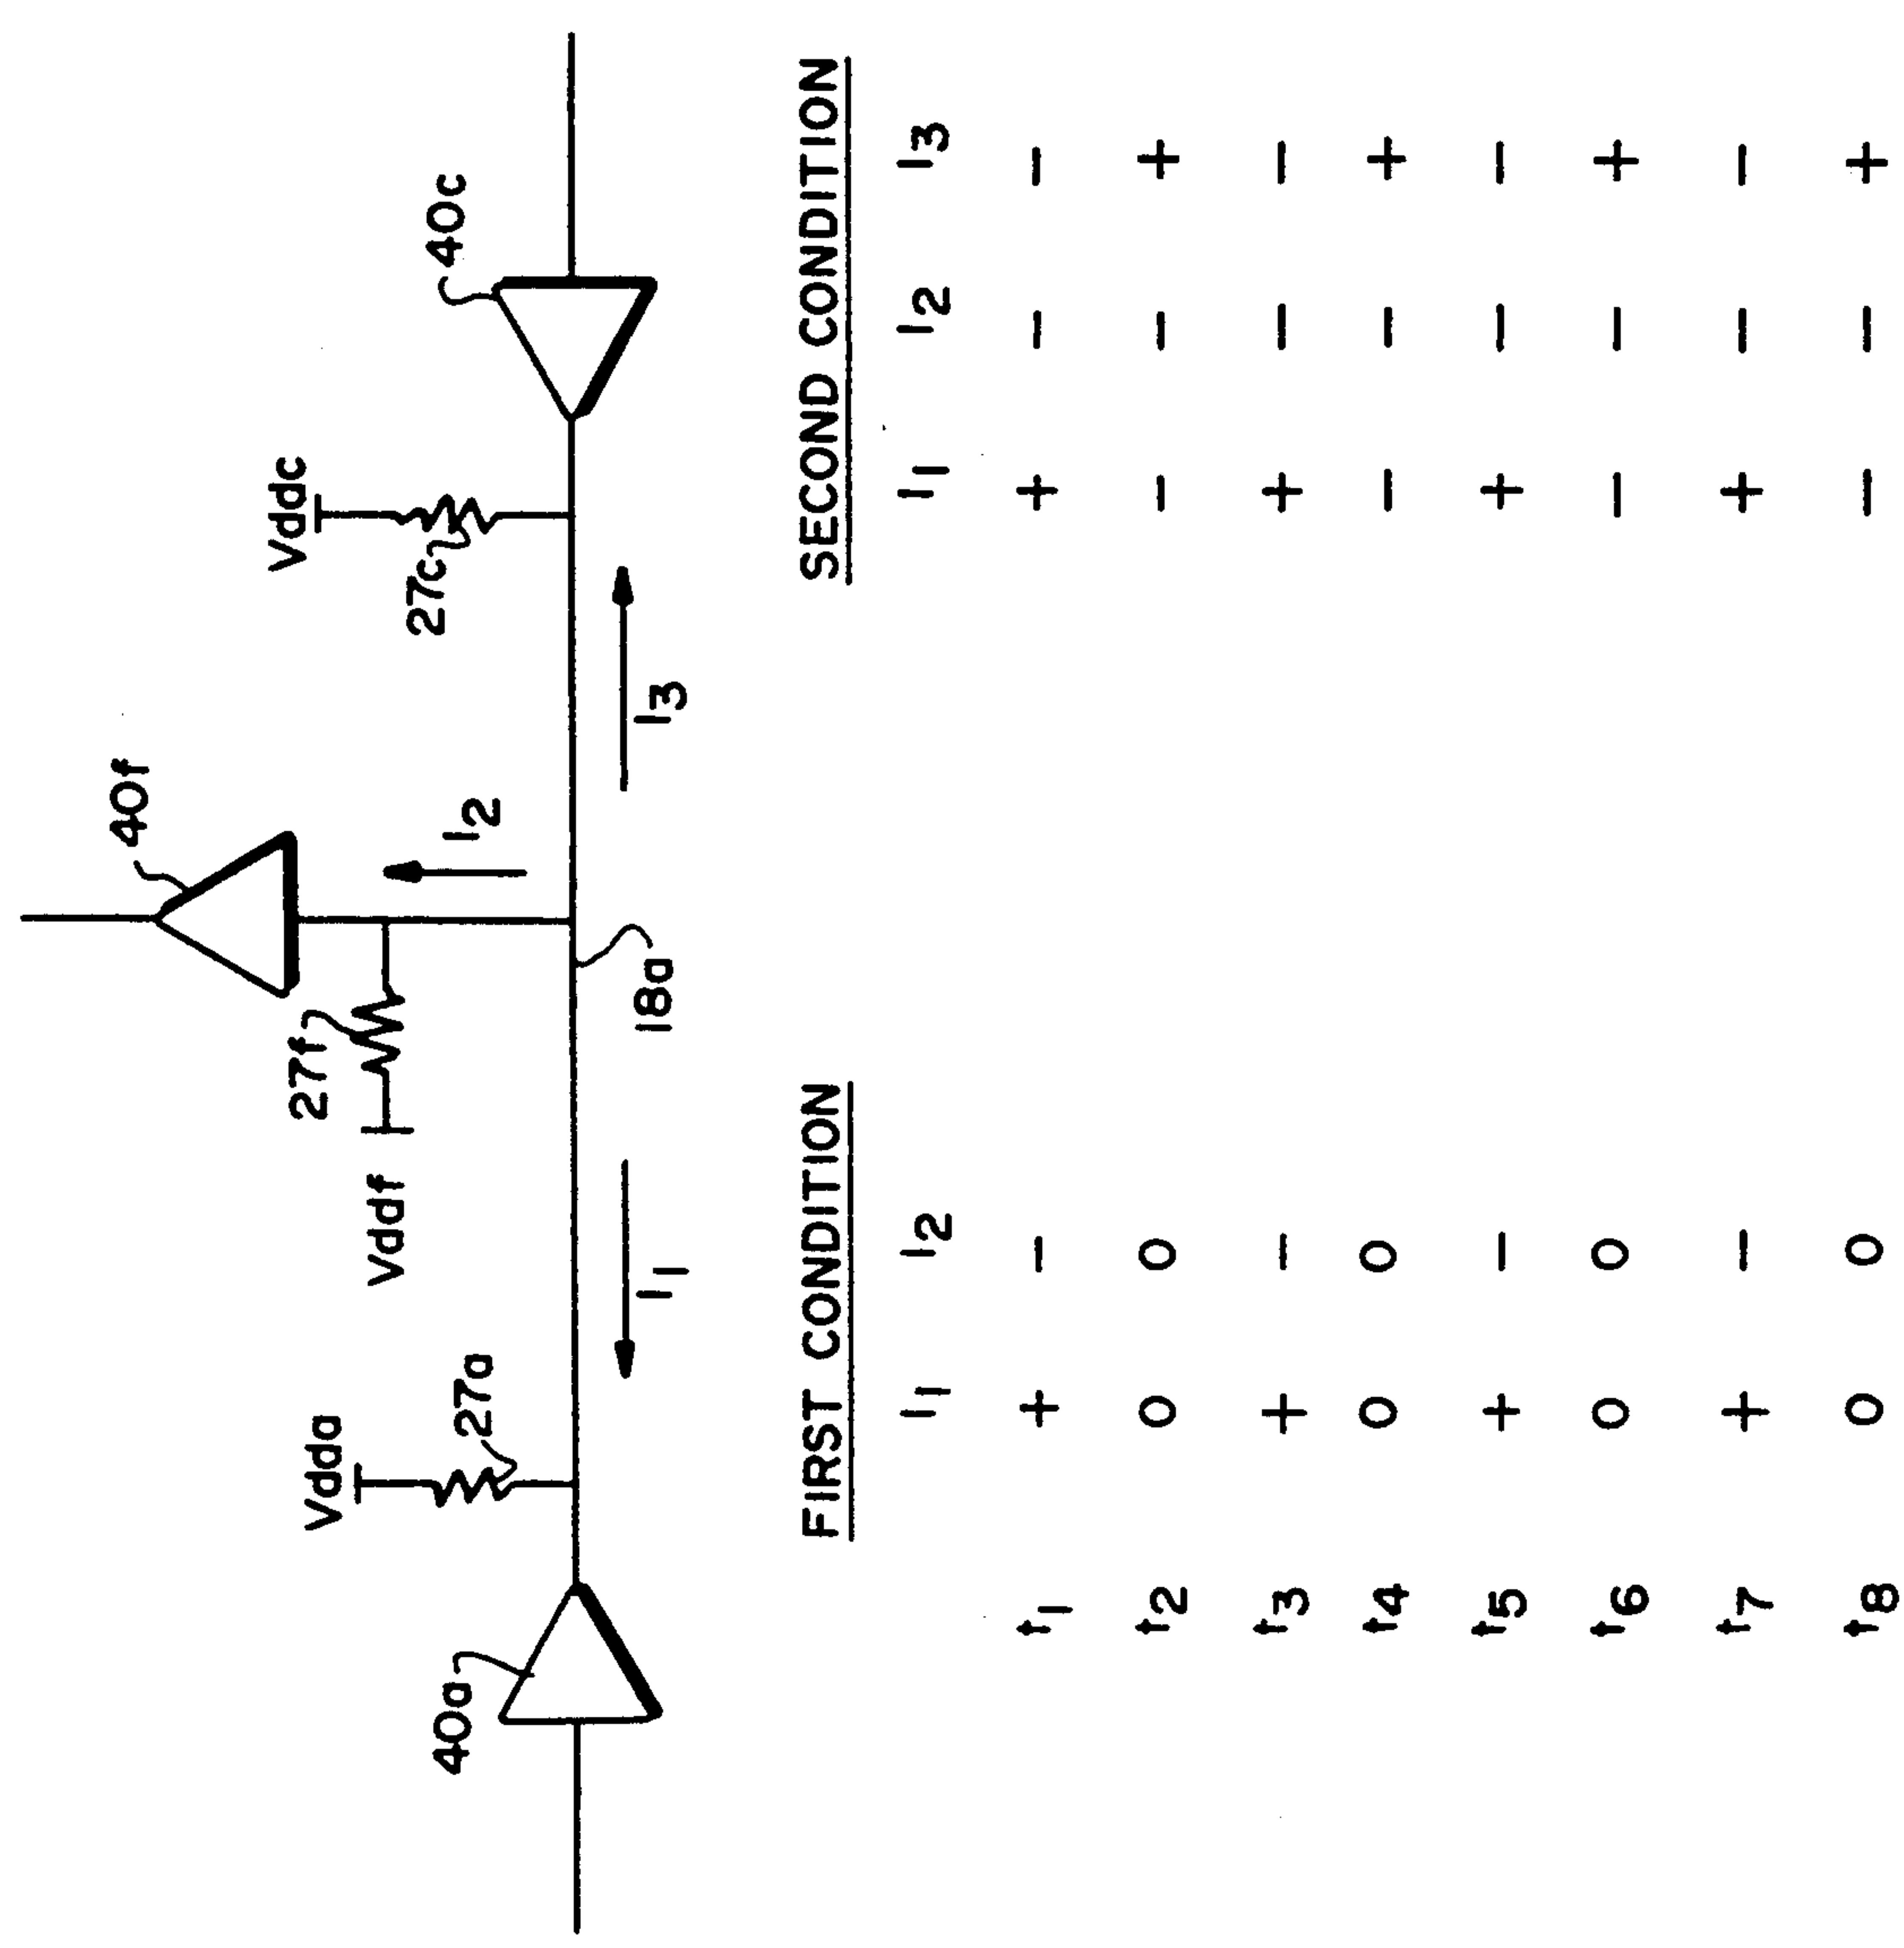 40f
Vddc
27f
Vdda
Vddf
27c
40c
40a
27a
I2
I1
18a
I3
FIRST CONDITION
SECOND CONDITION
I1 I2 I1 I2 I3
t1 + − + − −
t2 0 0 − − +
t3 + − + − −
t4 0 0 − − +
t5 + − + − −
t6 0 0 − − +
t7 + − + − −
t8 0 0 − − +